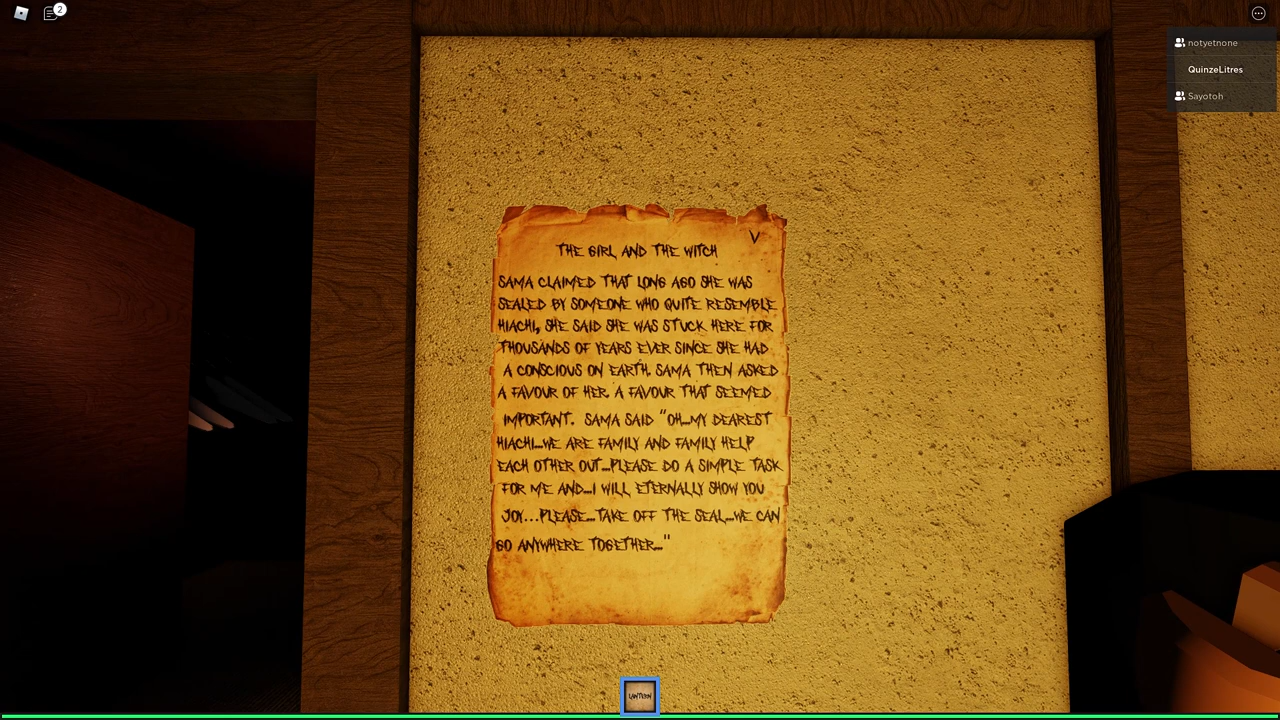 2
notyetnone
QuinzeLitres
Sayotoh
V
THE GIRL AND THE WITCH
SAMA CLAIMED THAT LONG AGO SHE WAS
SEALED BY SOMEONE WHO QUITE RESEMBLE
HIACHI, SHE SAID SHE WAS STUCK HERE FOR
THOUSANDS OF YEARS EVER SINCE SHE HAD
A CONSCIOUS ON EARTH. SAMA THEN ASKED
A FAVOUR OF HER. A FAVOUR THAT SEEMED
IMPORTANT. SAMA SAID "OH...MY DEAREST
HIACHI...WE ARE FAMILY AND FAMILY HELP
EACH OTHER OUT...PLEASE DO A SIMPLE TASK
FOR ME AND...I WILL ETERNALLY SHOW YOU
JOY...PLEASE...TAKE OFF THE SEAL...WE CAN
GO ANYWHERE TOGETHER..."
LANTERN